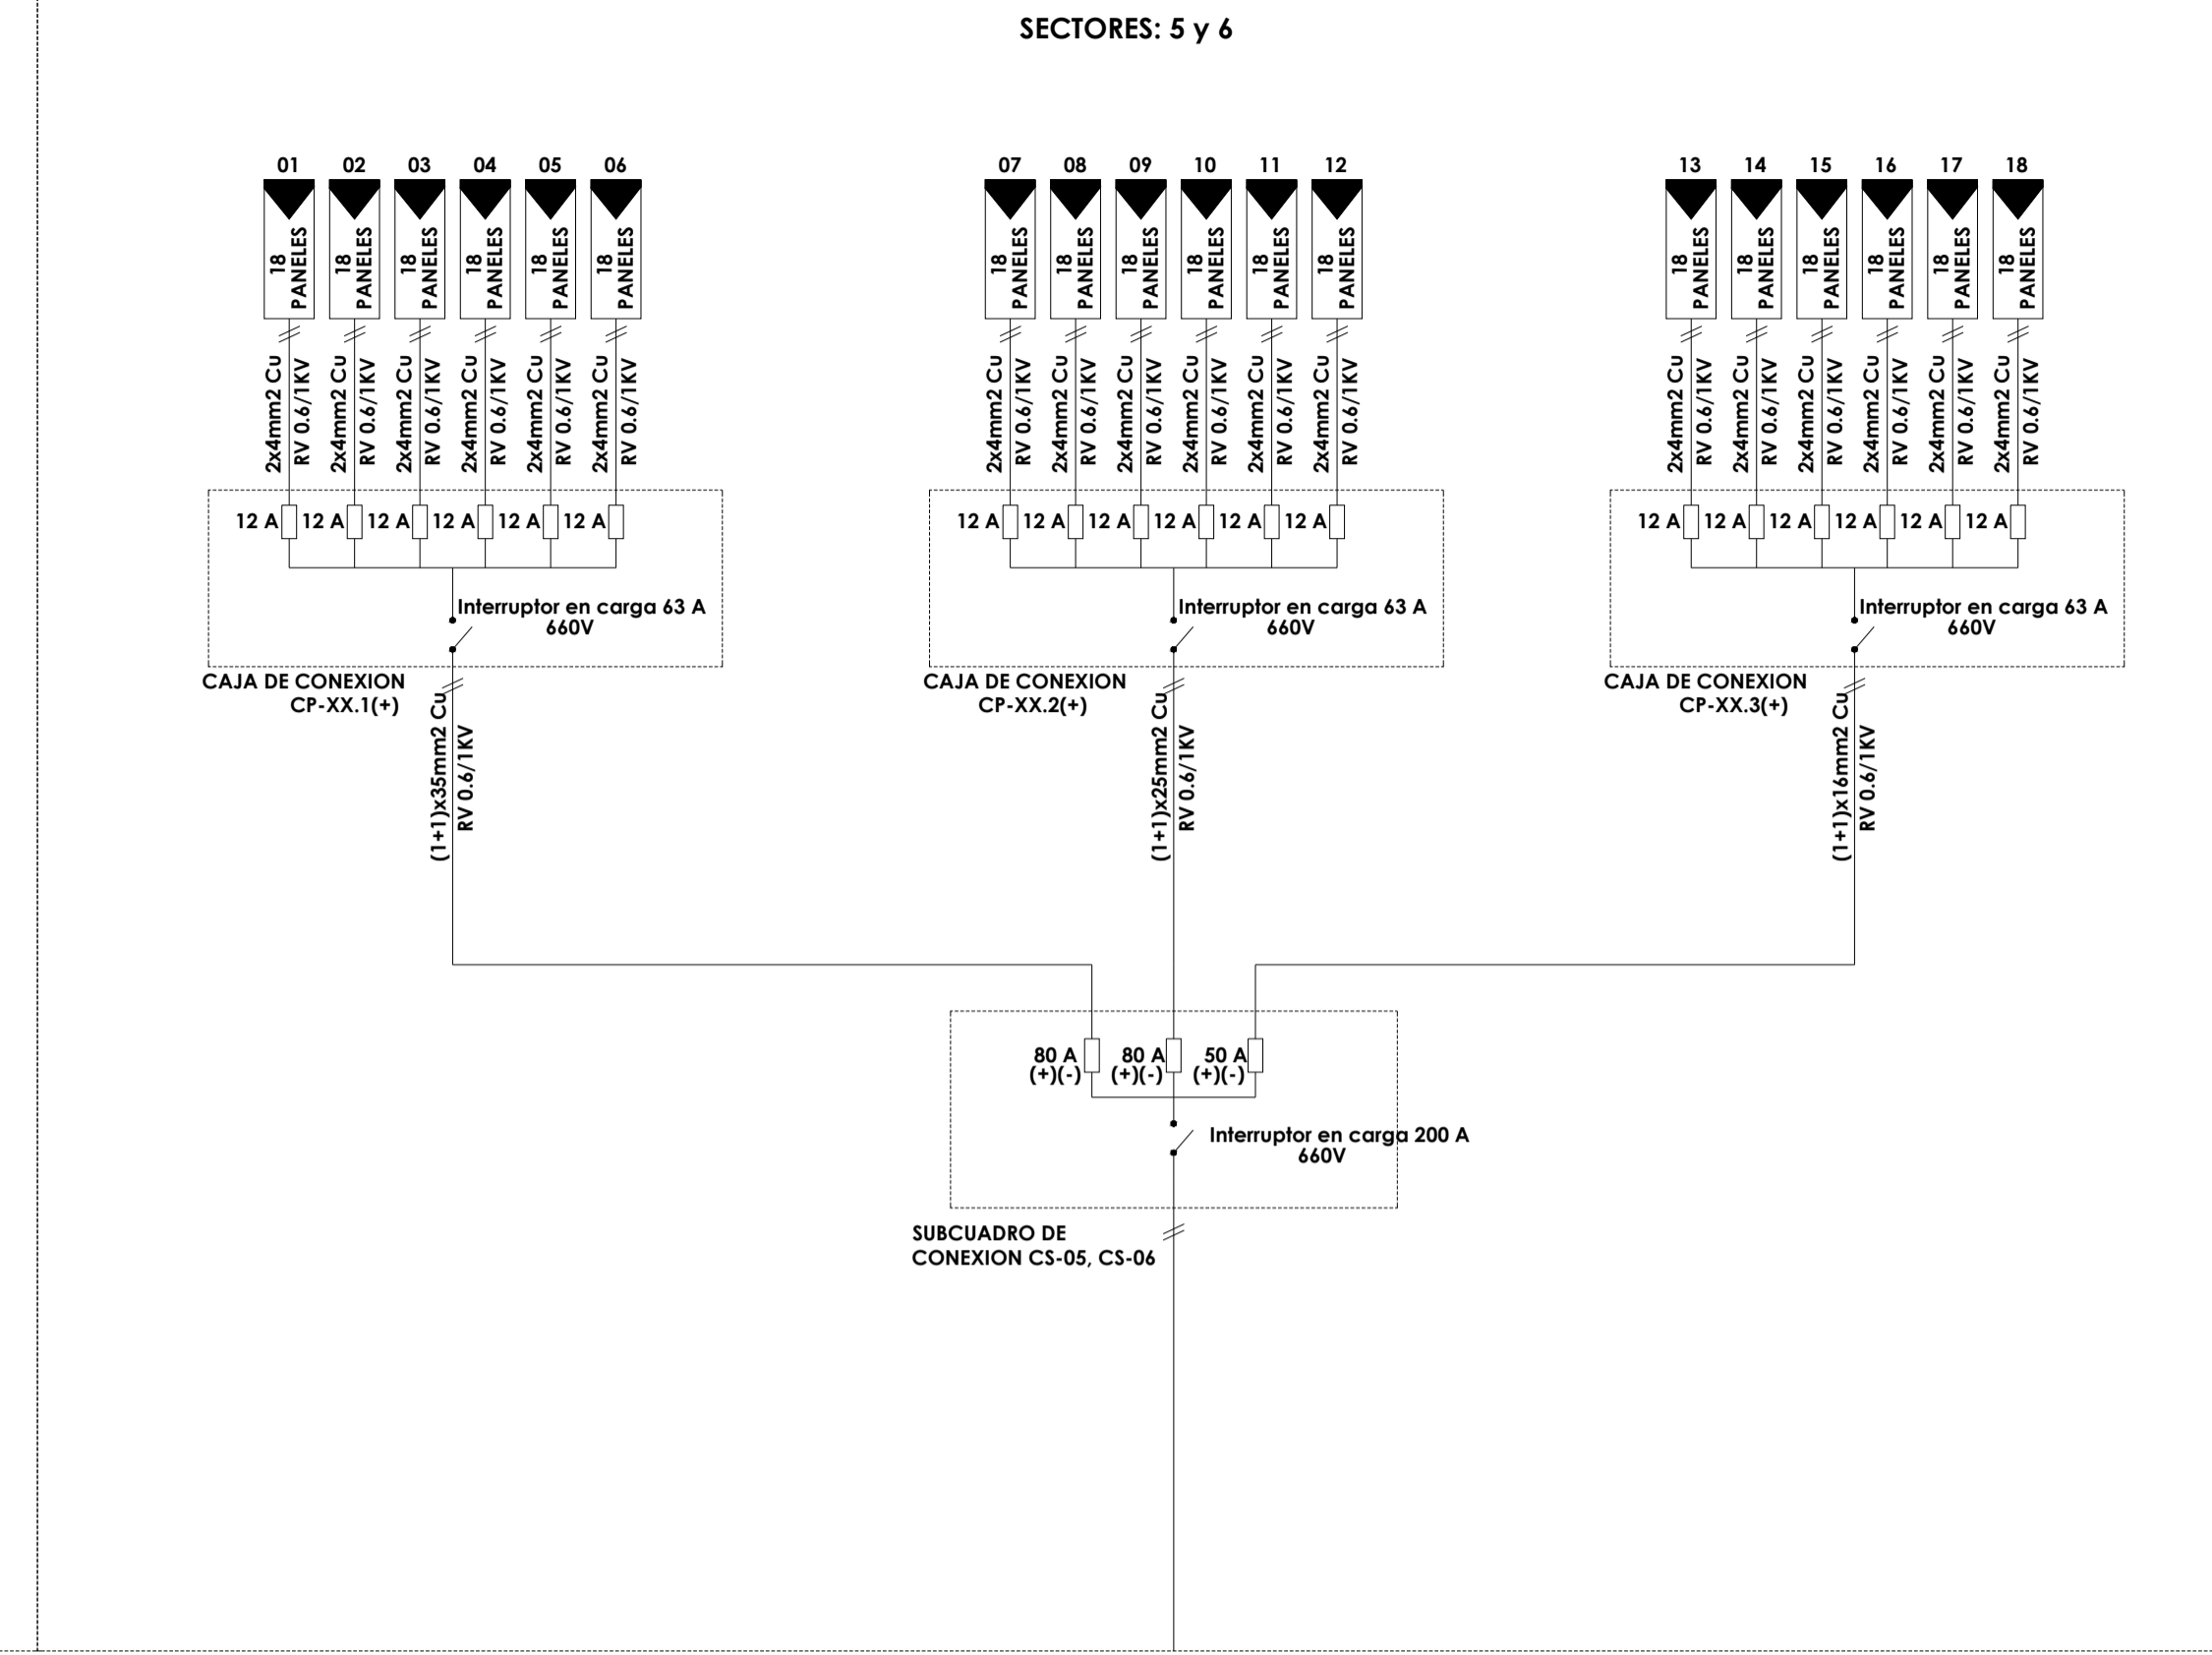 SECTORES: 5 y 6
01 02 03 04 05 06
18 PANELES
18 PANELES
18 PANELES
18 PANELES
18 PANELES
18 PANELES
2x4mm2 Cu
RV 0.6/1KV
2x4mm2 Cu
RV 0.6/1KV
2x4mm2 Cu
RV 0.6/1KV
2x4mm2 Cu
RV 0.6/1KV
2x4mm2 Cu
RV 0.6/1KV
2x4mm2 Cu
RV 0.6/1KV
12 A 12 A 12 A 12 A 12 A 12 A
Interruptor en carga 63 A
660V
CAJA DE CONEXION
CP-XX.1(+)
(1+1)x35mm2 Cu
RV 0.6/1KV
07 08 09 10 11 12
18 PANELES
18 PANELES
18 PANELES
18 PANELES
18 PANELES
18 PANELES
2x4mm2 Cu
RV 0.6/1KV
2x4mm2 Cu
RV 0.6/1KV
2x4mm2 Cu
RV 0.6/1KV
2x4mm2 Cu
RV 0.6/1KV
2x4mm2 Cu
RV 0.6/1KV
2x4mm2 Cu
RV 0.6/1KV
12 A 12 A 12 A 12 A 12 A 12 A
Interruptor en carga 63 A
660V
CAJA DE CONEXION
CP-XX.2(+)
(1+1)x25mm2 Cu
RV 0.6/1KV
13 14 15 16 17 18
18 PANELES
18 PANELES
18 PANELES
18 PANELES
18 PANELES
18 PANELES
2x4mm2 Cu
RV 0.6/1KV
2x4mm2 Cu
RV 0.6/1KV
2x4mm2 Cu
RV 0.6/1KV
2x4mm2 Cu
RV 0.6/1KV
2x4mm2 Cu
RV 0.6/1KV
2x4mm2 Cu
RV 0.6/1KV
12 A 12 A 12 A 12 A 12 A 12 A
Interruptor en carga 63 A
660V
CAJA DE CONEXION
CP-XX.3(+)
(1+1)x16mm2 Cu
RV 0.6/1KV
80 A 80 A 50 A
(+)(-) (+)(-) (+)(-)
Interruptor en carga 200 A
660V
SUBCUADRO DE
CONEXION CS-05, CS-06